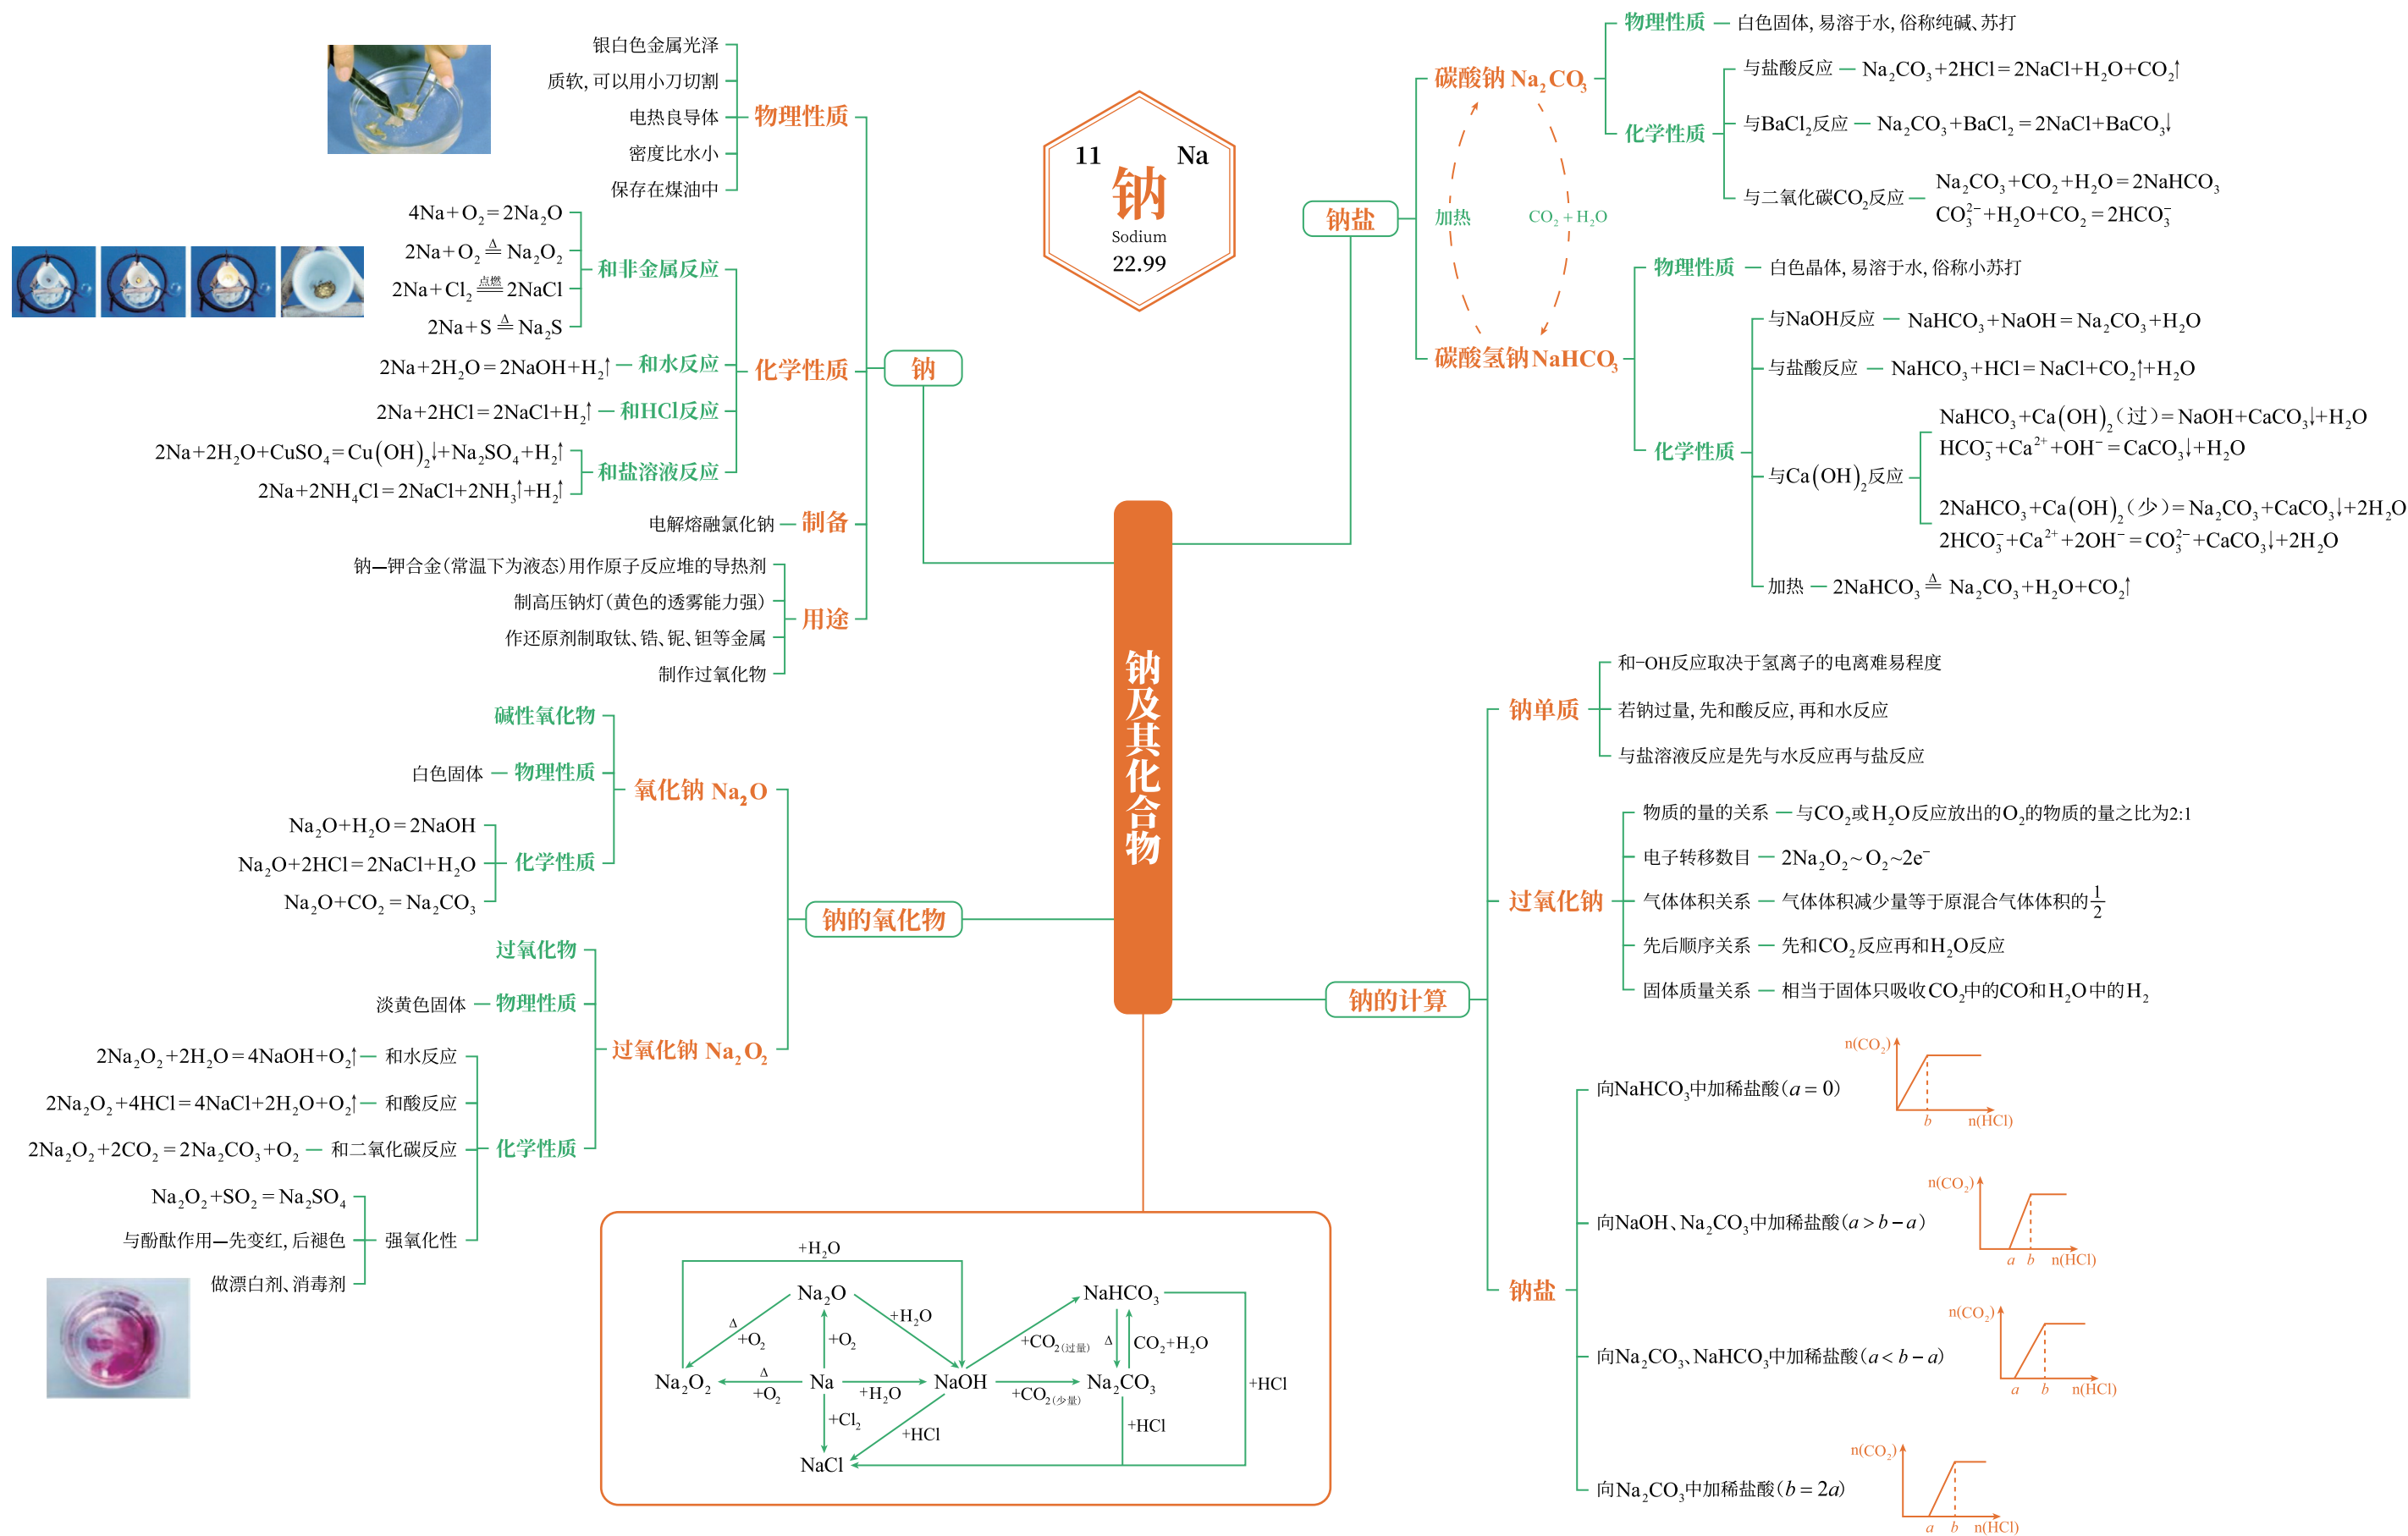 11
Na
钠
Sodium
22.99
钠及其化合物
钠
物理性质
银白色金属光泽
质软,可以用小刀切割
电热良导体
密度比水小
保存在煤油中
化学性质
和非金属反应
4Na+O₂=2Na₂O
2Na+O₂ ≜ Na₂O₂
Δ
2Na+Cl₂ = 2NaCl
点燃
2Na+S = Na₂S
Δ
和水反应
2Na+2H₂O=2NaOH+H₂↑
和HCl反应
2Na+2HCl=2NaCl+H₂↑
和盐溶液反应
2Na+2H₂O+CuSO₄=Cu(OH)₂↓+Na₂SO₄+H₂↑
2Na+2NH₄Cl=2NaCl+2NH₃↑+H₂↑
制备
电解熔融氯化钠
用途
钠—钾合金(常温下为液态)用作原子反应堆的导热剂
制高压钠灯(黄色的透雾能力强)
作还原剂制取钛、锆、铌、钽等金属
制作过氧化物
钠的氧化物
氧化钠 Na₂O
碱性氧化物
物理性质
白色固体
化学性质
Na₂O+H₂O=2NaOH
Na₂O+2HCl=2NaCl+H₂O
Na₂O+CO₂=Na₂CO₃
过氧化钠 Na₂O₂
过氧化物
物理性质
淡黄色固体
化学性质
和水反应
2Na₂O₂+2H₂O=4NaOH+O₂↑
和酸反应
2Na₂O₂+4HCl=4NaCl+2H₂O+O₂↑
和二氧化碳反应
2Na₂O₂+2CO₂=2Na₂CO₃+O₂
强氧化性
Na₂O₂+SO₂=Na₂SO₄
与酚酞作用—先变红,后褪色
做漂白剂、消毒剂
钠盐
碳酸钠 Na₂CO₃
加热
CO₂+H₂O
碳酸氢钠 NaHCO₃
物理性质
白色固体,易溶于水,俗称纯碱、苏打
化学性质
与盐酸反应
Na₂CO₃+2HCl=2NaCl+H₂O+CO₂↑
与BaCl₂反应
Na₂CO₃+BaCl₂=2NaCl+BaCO₃↓
与二氧化碳CO₂反应
Na₂CO₃+CO₂+H₂O=2NaHCO₃
CO₃²⁻+H₂O+CO₂=2HCO₃⁻
物理性质
白色晶体,易溶于水,俗称小苏打
化学性质
与NaOH反应
NaHCO₃+NaOH=Na₂CO₃+H₂O
与盐酸反应
NaHCO₃+HCl=NaCl+CO₂↑+H₂O
与Ca(OH)₂反应
NaHCO₃+Ca(OH)₂(过)=NaOH+CaCO₃↓+H₂O
HCO₃⁻+Ca²⁺+OH⁻=CaCO₃↓+H₂O
2NaHCO₃+Ca(OH)₂(少)=Na₂CO₃+CaCO₃↓+2H₂O
2HCO₃⁻+Ca²⁺+2OH⁻=CO₃²⁻+CaCO₃↓+2H₂O
加热
2NaHCO₃ = Na₂CO₃+H₂O+CO₂↑
Δ
钠的计算
钠单质
和–OH反应取决于氢离子的电离难易程度
若钠过量,先和酸反应,再和水反应
与盐溶液反应是先与水反应再与盐反应
过氧化钠
物质的量的关系
与CO₂或H₂O反应放出的O₂的物质的量之比为2:1
电子转移数目
2Na₂O₂~O₂~2e⁻
气体体积关系
气体体积减少量等于原混合气体体积的1/2
先后顺序关系
先和CO₂反应再和H₂O反应
固体质量关系
相当于固体只吸收CO₂中的CO和H₂O中的H₂
钠盐
向NaHCO₃中加稀盐酸(a=0)
n(CO₂)
b
n(HCl)
向NaOH、Na₂CO₃中加稀盐酸(a>b–a)
n(CO₂)
a b n(HCl)
向Na₂CO₃、NaHCO₃中加稀盐酸(a<b–a)
n(CO₂)
a b n(HCl)
向Na₂CO₃中加稀盐酸(b=2a)
n(CO₂)
a b n(HCl)
+H₂O
Na₂O
NaHCO₃
Δ
+O₂
+O₂
+H₂O
+CO₂(过量)
Δ
CO₂+H₂O
Na₂O₂
Δ
+O₂
Na
+H₂O
NaOH
+CO₂(少量)
Na₂CO₃
+HCl
+Cl₂
+HCl
+HCl
NaCl